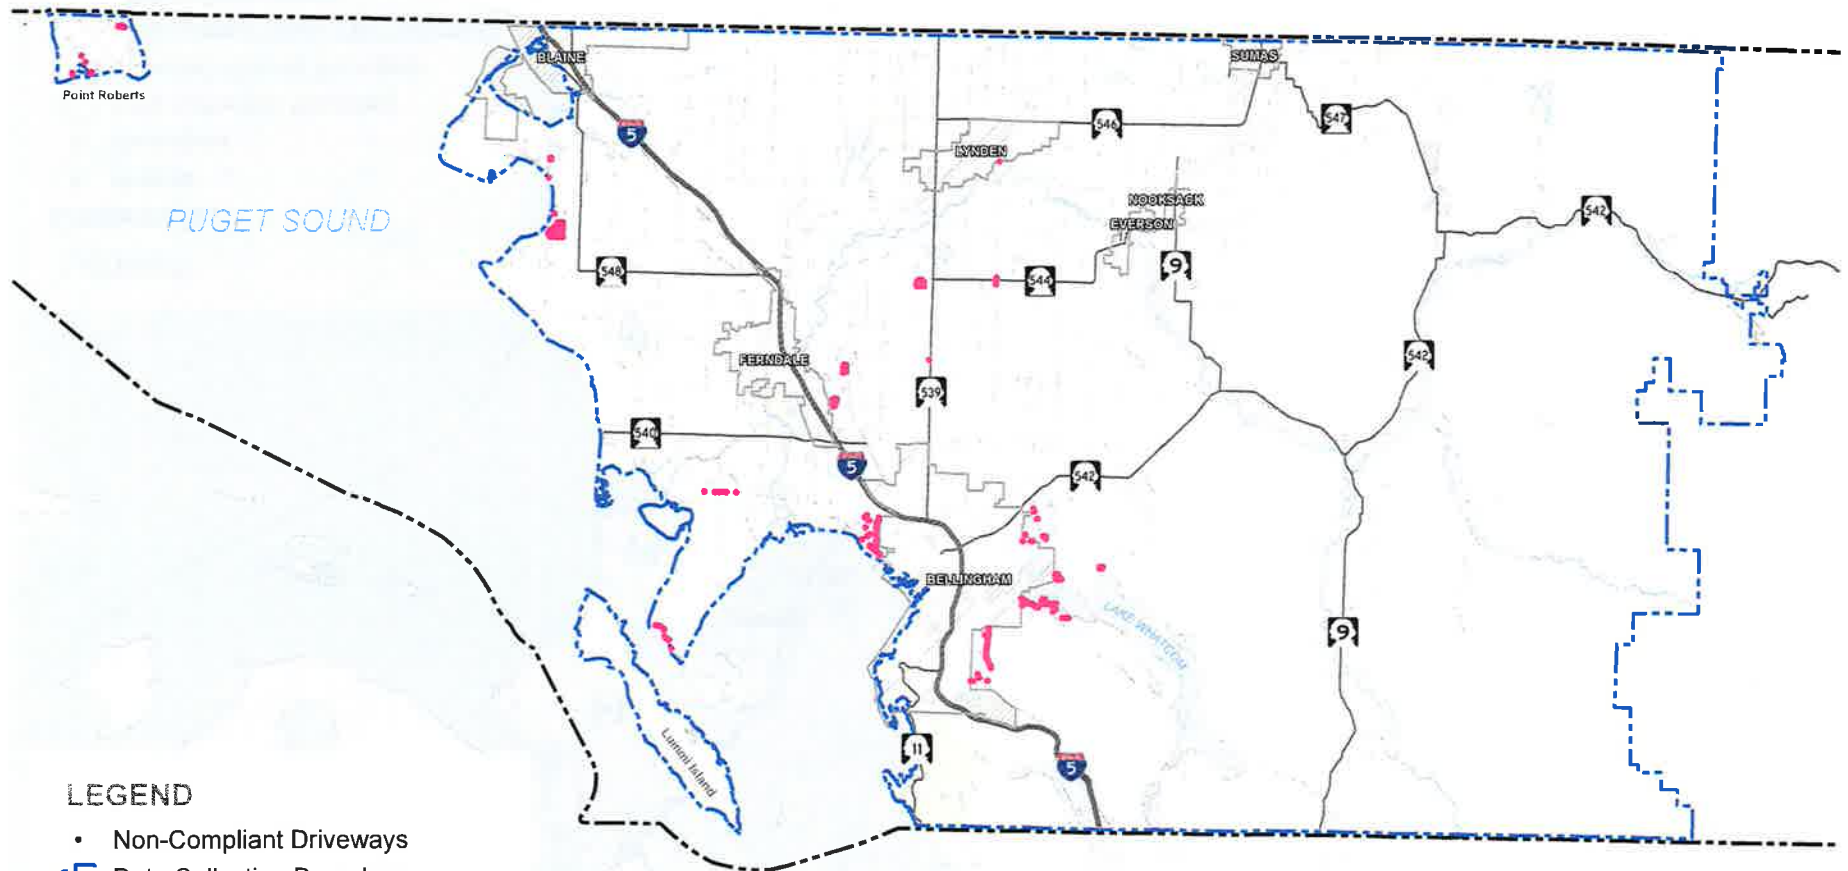 BLAINE
SUMAS
Point Roberts
546
547
5
LYNDEN
NOOKSACK
542
PUGET SOUND
EVERSON
9
548
544
542
FERNDALE
539
540
5
542
BELLINGHAM
LAKE WHATCOM
9
Lummi Island
11
5
LEGEND
• Non-Compliant Driveways